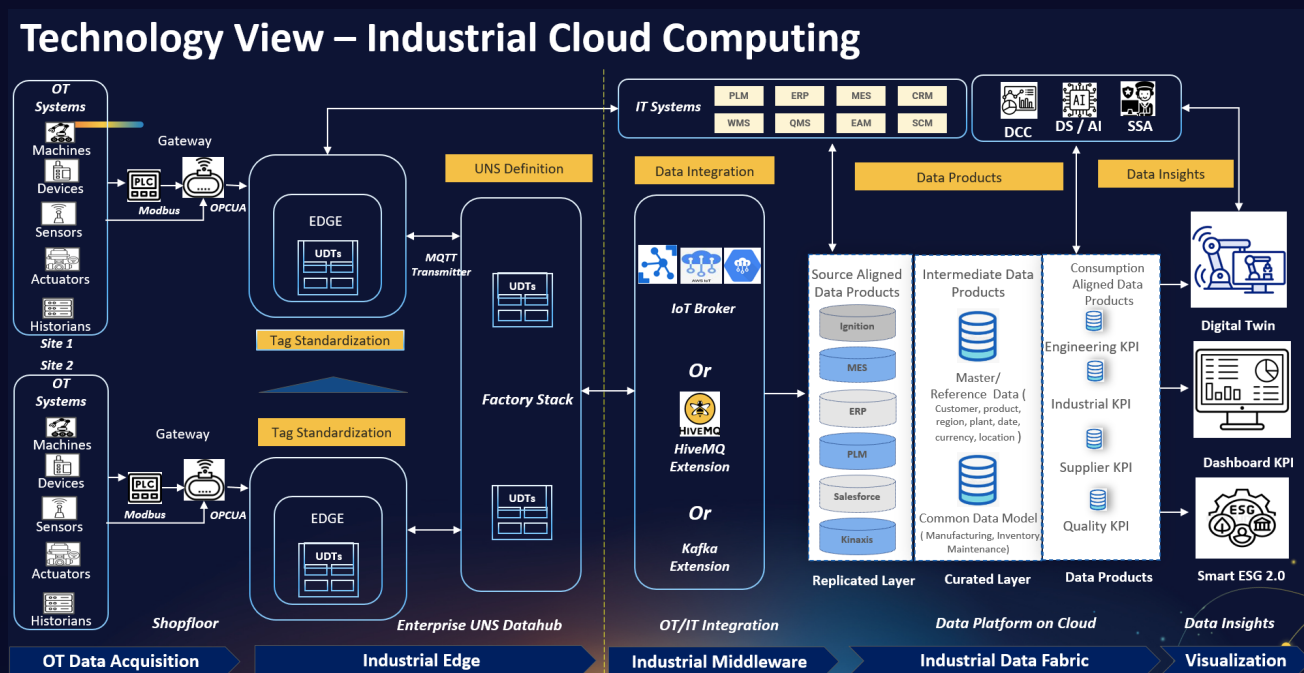 Technology View – Industrial Cloud Computing
OT
Systems
Machines
Devices
Sensors
Actuators
Historians
Site 1
Gateway
PLC
Modbus
OPCUA
EDGE
UDTs
MQTT
Transmitter
Tag Standardization
UNS Definition
UDTs
Factory Stack
UDTs
Site 2
OT
Systems
Machines
Devices
Sensors
Actuators
Historians
Gateway
PLC
Modbus
OPCUA
Tag Standardization
EDGE
UDTs
Shopfloor
Enterprise UNS Datahub
IT Systems
PLM
ERP
MES
CRM
WMS
QMS
EAM
SCM
AI
DCC
DS / AI
SSA
Data Integration
Data Products
Data Insights
AWS IoT
IoT Broker
Or
HIVEMQ
HiveMQ
Extension
Or
Kafka
Extension
OT/IT Integration
Source Aligned
Data Products
Ignition
MES
ERP
PLM
Salesforce
Kinaxis
Replicated Layer
Intermediate Data
Products
Master/
Reference Data (
Customer, product,
region, plant, date,
currency, location )
Common Data Model
( Manufacturing, Inventory,
Maintenance)
Curated Layer
Consumption
Aligned Data
Products
Engineering KPI
Industrial KPI
Supplier KPI
Quality KPI
Data Products
Data Platform on Cloud
Digital Twin
Dashboard KPI
ESG
Smart ESG 2.0
Data Insights
OT Data Acquisition
Industrial Edge
Industrial Middleware
Industrial Data Fabric
Visualization